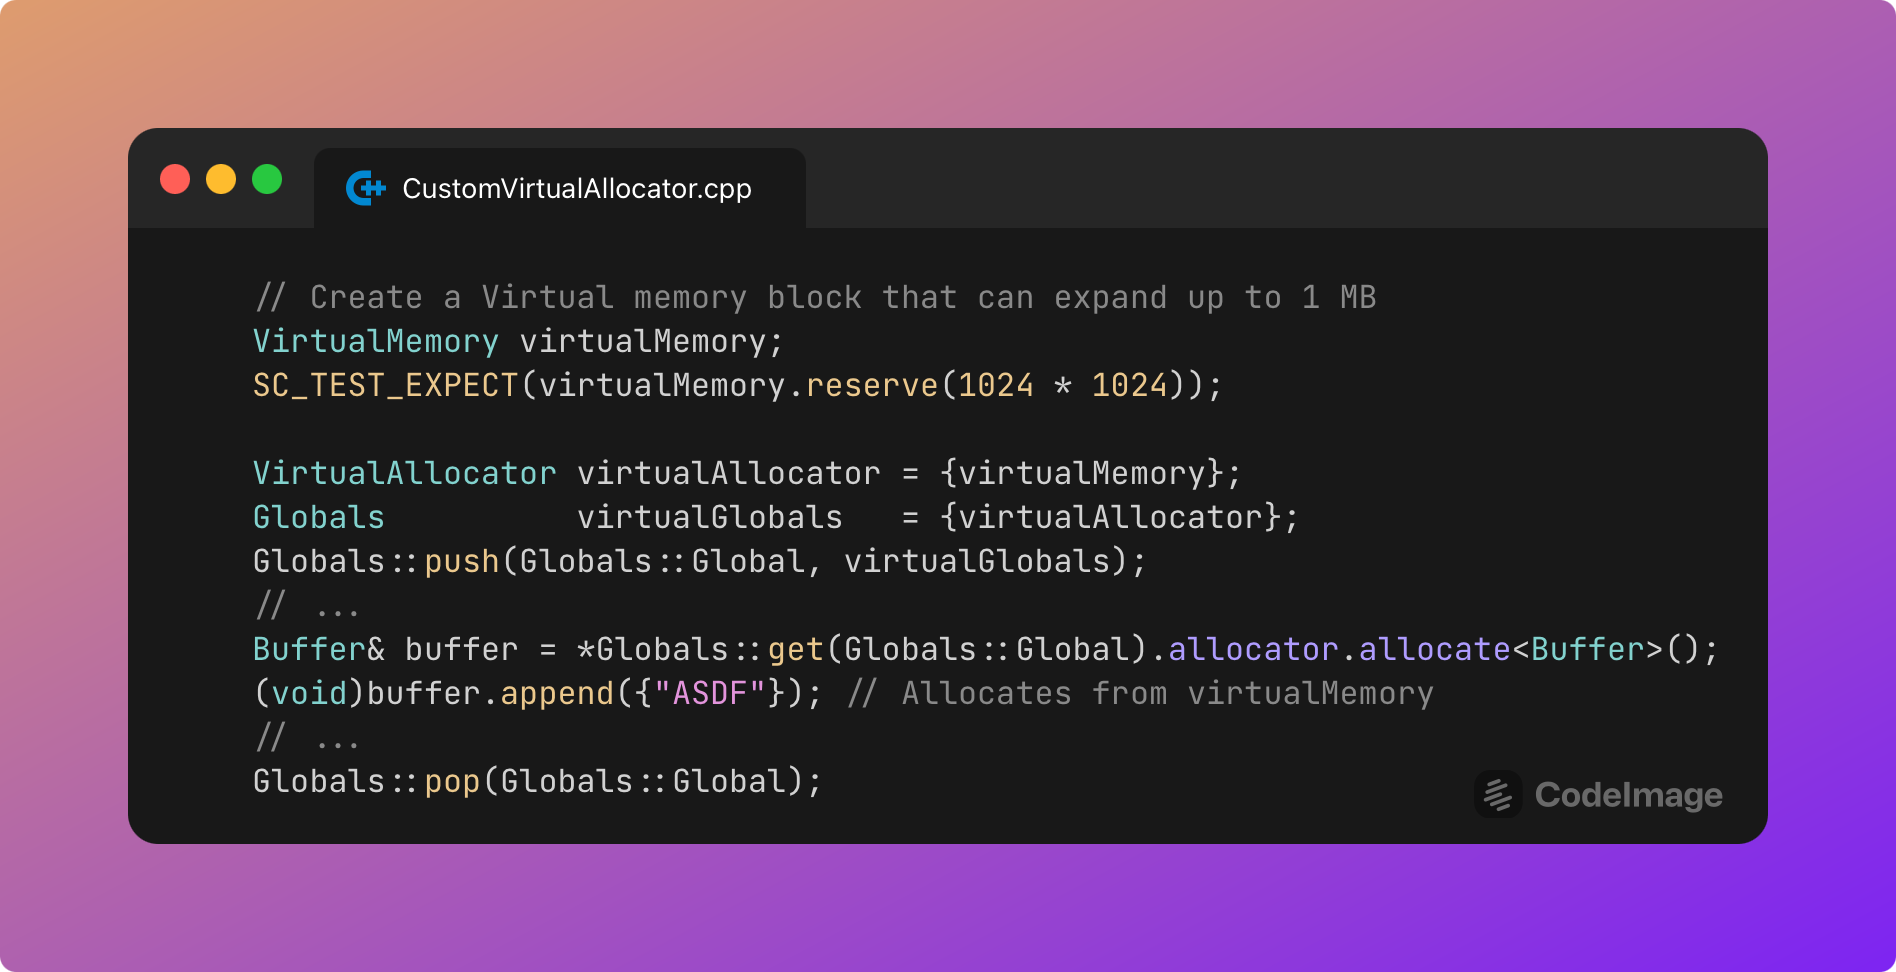 CustomVirtualAllocator.cpp
// Create a Virtual memory block that can expand up to 1 MB
VirtualMemory virtualMemory;
SC_TEST_EXPECT(virtualMemory.reserve(1024 * 1024));
VirtualAllocator virtualAllocator = {virtualMemory};
Globals          virtualGlobals   = {virtualAllocator};
Globals::push(Globals::Global, virtualGlobals);
// ...
Buffer& buffer = *Globals::get(Globals::Global).allocator.allocate<Buffer>();
(void)buffer.append({"ASDF"}); // Allocates from virtualMemory
// ...
Globals::pop(Globals::Global);
CodeImage